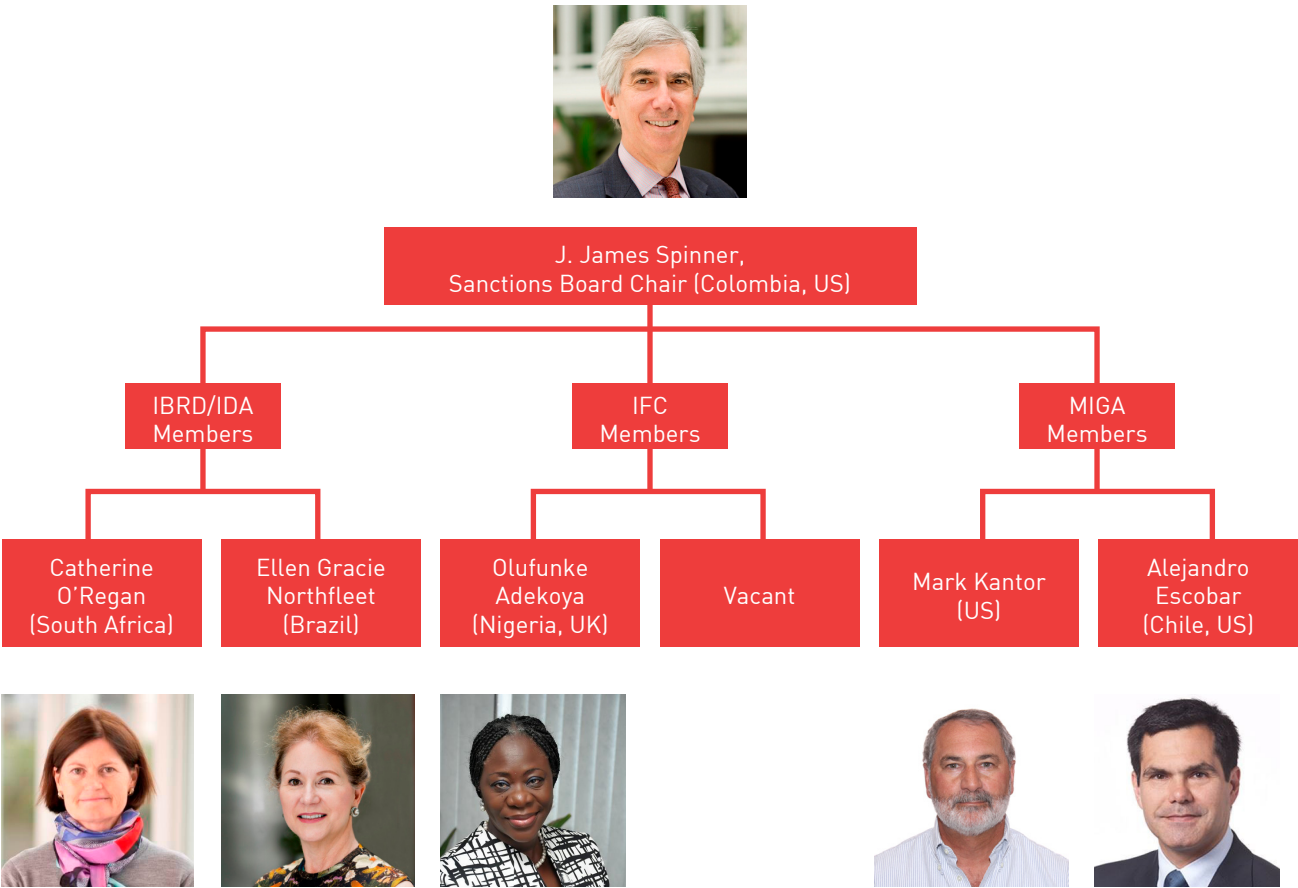 J. James Spinner,
Sanctions Board Chair (Colombia, US)
IBRD/IDA
Members
IFC
Members
MIGA
Members
Catherine
O’Regan
(South Africa)
Ellen Gracie
Northfleet
(Brazil)
Olufunke
Adekoya
(Nigeria, UK)
Vacant
Mark Kantor
(US)
Alejandro
Escobar
(Chile, US)